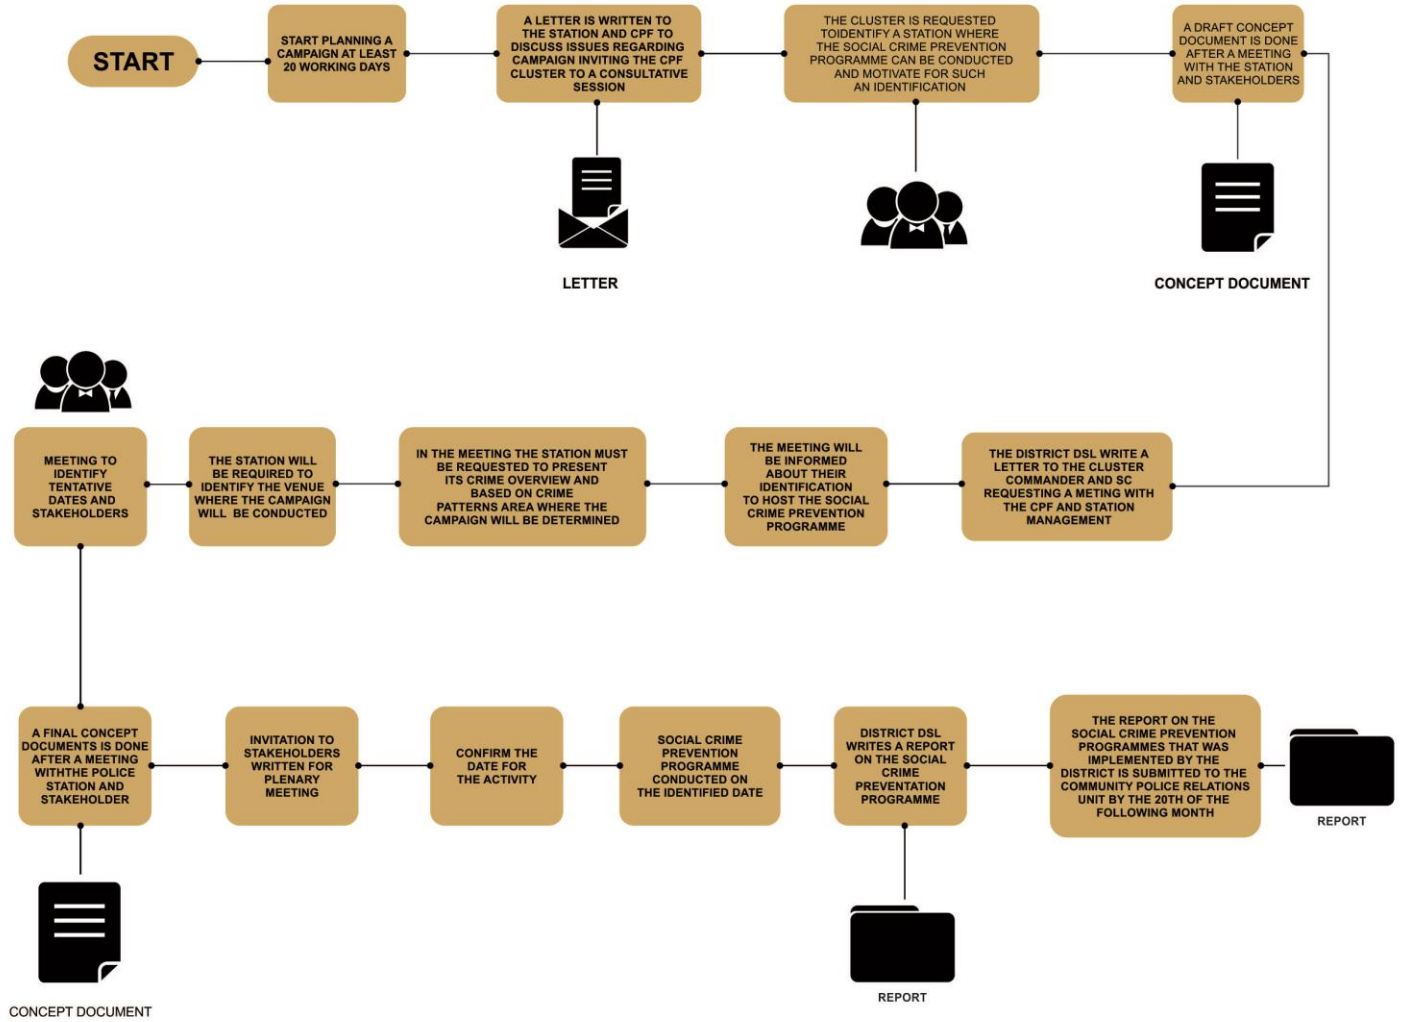 START
START PLANNING A
CAMPAIGN AT LEAST
20 WORKING DAYS
A LETTER IS WRITTEN TO
THE STATION AND CPF TO
DISCUSS ISSUES REGARDING
CAMPAIGN INVITING THE CPF
CLUSTER TO A CONSULTATIVE
SESSION
THE CLUSTER IS REQUESTED
TOIDENTIFY A STATION WHERE
THE SOCIAL CRIME PREVENTION
PROGRAMME CAN BE CONDUCTED
AND MOTIVATE FOR SUCH
AN IDENTIFICATION
A DRAFT CONCEPT
DOCUMENT IS DONE
AFTER A MEETING
WITH THE STATION
AND STAKEHOLDERS
LETTER
CONCEPT DOCUMENT
THE DISTRICT DSL WRITE A
LETTER TO THE CLUSTER
COMMANDER AND SC
REQUESTING A METING WITH
THE CPF AND STATION
MANAGEMENT
THE MEETING WILL
BE INFORMED
ABOUT THEIR
IDENTIFICATION
TO HOST THE SOCIAL
CRIME PREVENTION
PROGRAMME
IN THE MEETING THE STATION MUST
BE REQUESTED TO PRESENT
ITS CRIME OVERVIEW AND
BASED ON CRIME
PATTERNS AREA WHERE THE
CAMPAIGN WILL BE DETERMINED
THE STATION WILL
BE REQUIRED TO
IDENTIFY THE VENUE
WHERE THE CAMPAIGN
WILL BE CONDUCTED
MEETING TO
IDENTIFY
TENTATIVE
DATES AND
STAKEHOLDERS
A FINAL CONCEPT
DOCUMENTS IS DONE
AFTER A MEETING
WITHTHE POLICE
STATION AND
STAKEHOLDER
INVITATION TO
STAKEHOLDERS
WRITTEN FOR
PLENARY
MEETING
CONFIRM THE
DATE FOR
THE ACTIVITY
SOCIAL CRIME
PREVENTION
PROGRAMME
CONDUCTED ON
THE IDENTIFIED DATE
DISTRICT DSL
WRITES A REPORT
ON THE SOCIAL
CRIME
PREVENTATION
PROGRAMME
THE REPORT ON THE
SOCIAL CRIME PREVENTION
PROGRAMMES THAT WAS
IMPLEMENTED BY THE
DISTRICT IS SUBMITTED TO THE
COMMUNITY POLICE RELATIONS
UNIT BY THE 20TH OF THE
FOLLOWING MONTH
REPORT
REPORT
CONCEPT DOCUMENT